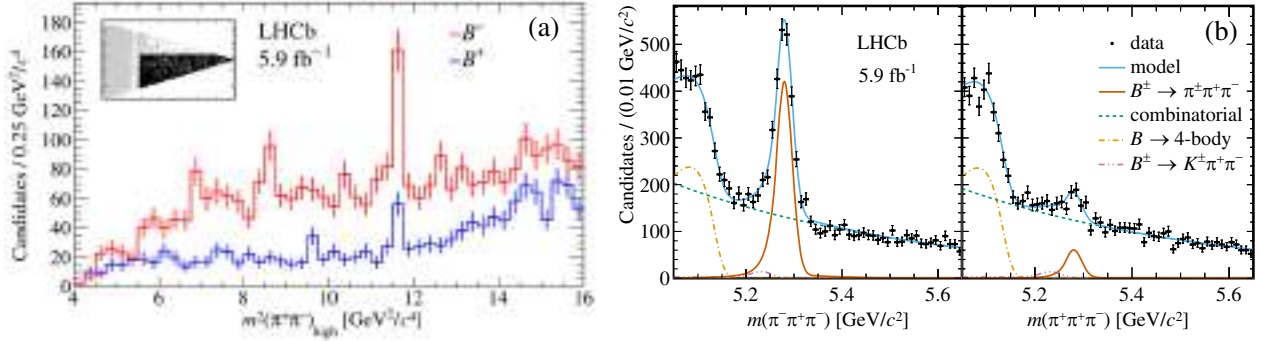 (a)
LHCb
5.9 fb⁻¹
B⁻
B⁺
Candidates / 0.25 GeV²/c⁴
180
160
140
120
100
80
60
40
20
0
4 6 8 10 12 14 16
m²(π⁺π⁻)high [GeV²/c⁴]
(b)
LHCb
5.9 fb⁻¹
data
model
B± → π±π⁺π⁻
combinatorial
B → 4-body
B± → K±π⁺π⁻
Candidates / (0.01 GeV/c²)
500
400
300
200
100
0
5.2 5.4 5.6 5.2 5.4 5.6
m(π⁻π⁺π⁻) [GeV/c²] m(π⁺π⁺π⁻) [GeV/c²]